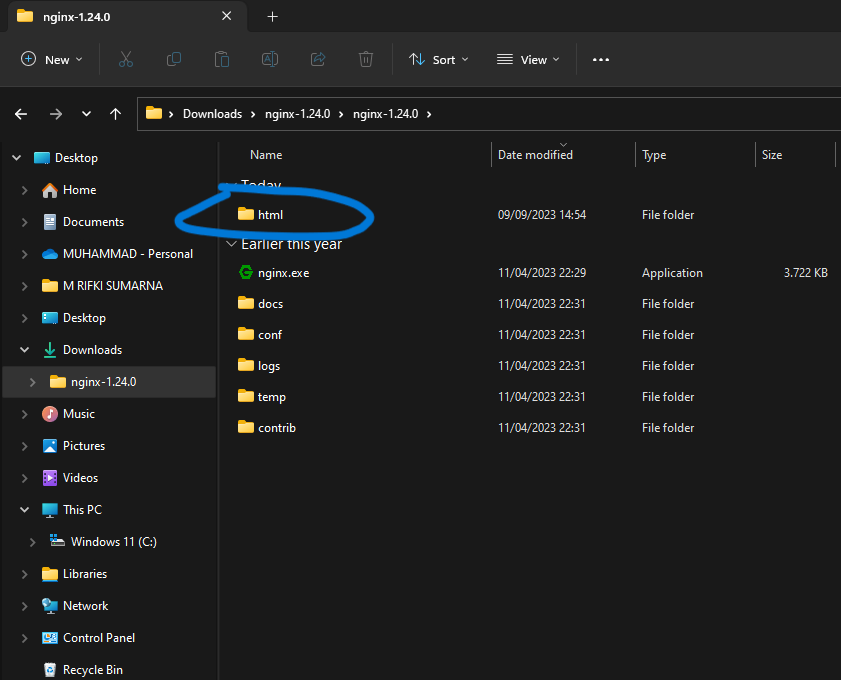 nginx-1.24.0
New
Sort
View
Downloads nginx-1.24.0 nginx-1.24.0
Desktop
Home
Documents
MUHAMMAD - Personal
M RIFKI SUMARNA
Desktop
Downloads
nginx-1.24.0
Music
Pictures
Videos
This PC
Windows 11 (C:)
Libraries
Network
Control Panel
Recycle Bin
Name Date modified Type Size
Today
html 09/09/2023 14:54 File folder
Earlier this year
nginx.exe 11/04/2023 22:29 Application 3.722 KB
docs 11/04/2023 22:31 File folder
conf 11/04/2023 22:31 File folder
logs 11/04/2023 22:31 File folder
temp 11/04/2023 22:31 File folder
contrib 11/04/2023 22:31 File folder